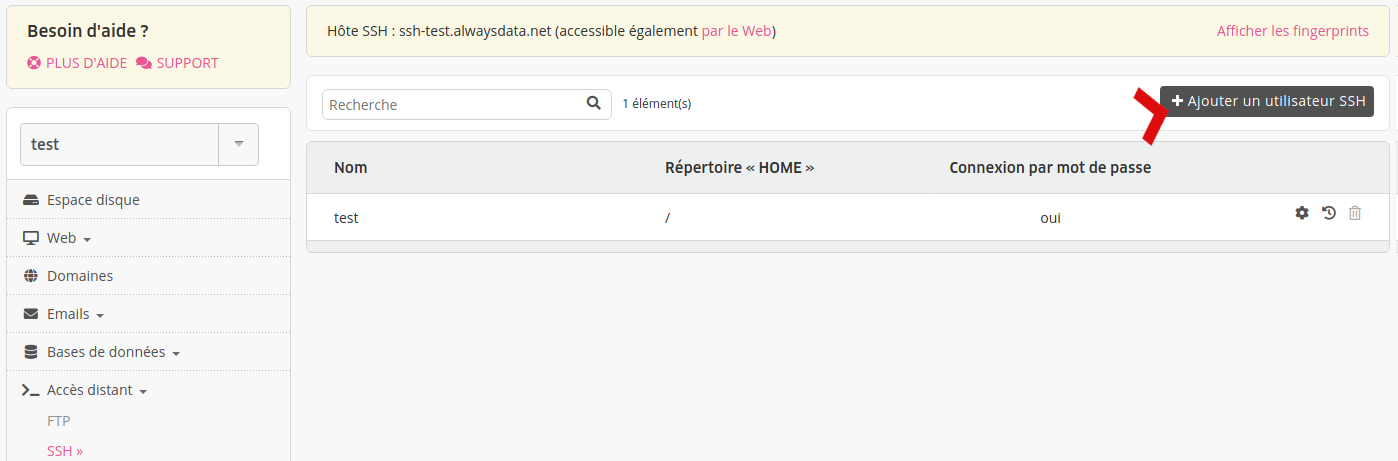 Besoin d'aide ?
PLUS D'AIDE SUPPORT
test
Espace disque
Web
Domaines
Emails
Bases de données
Accès distant
FTP
SSH »
Hôte SSH : ssh-test.alwaysdata.net (accessible également par le Web) Afficher les fingerprints
Recherche 1 élément(s) Ajouter un utilisateur SSH
Nom Répertoire « HOME » Connexion par mot de passe
test / oui